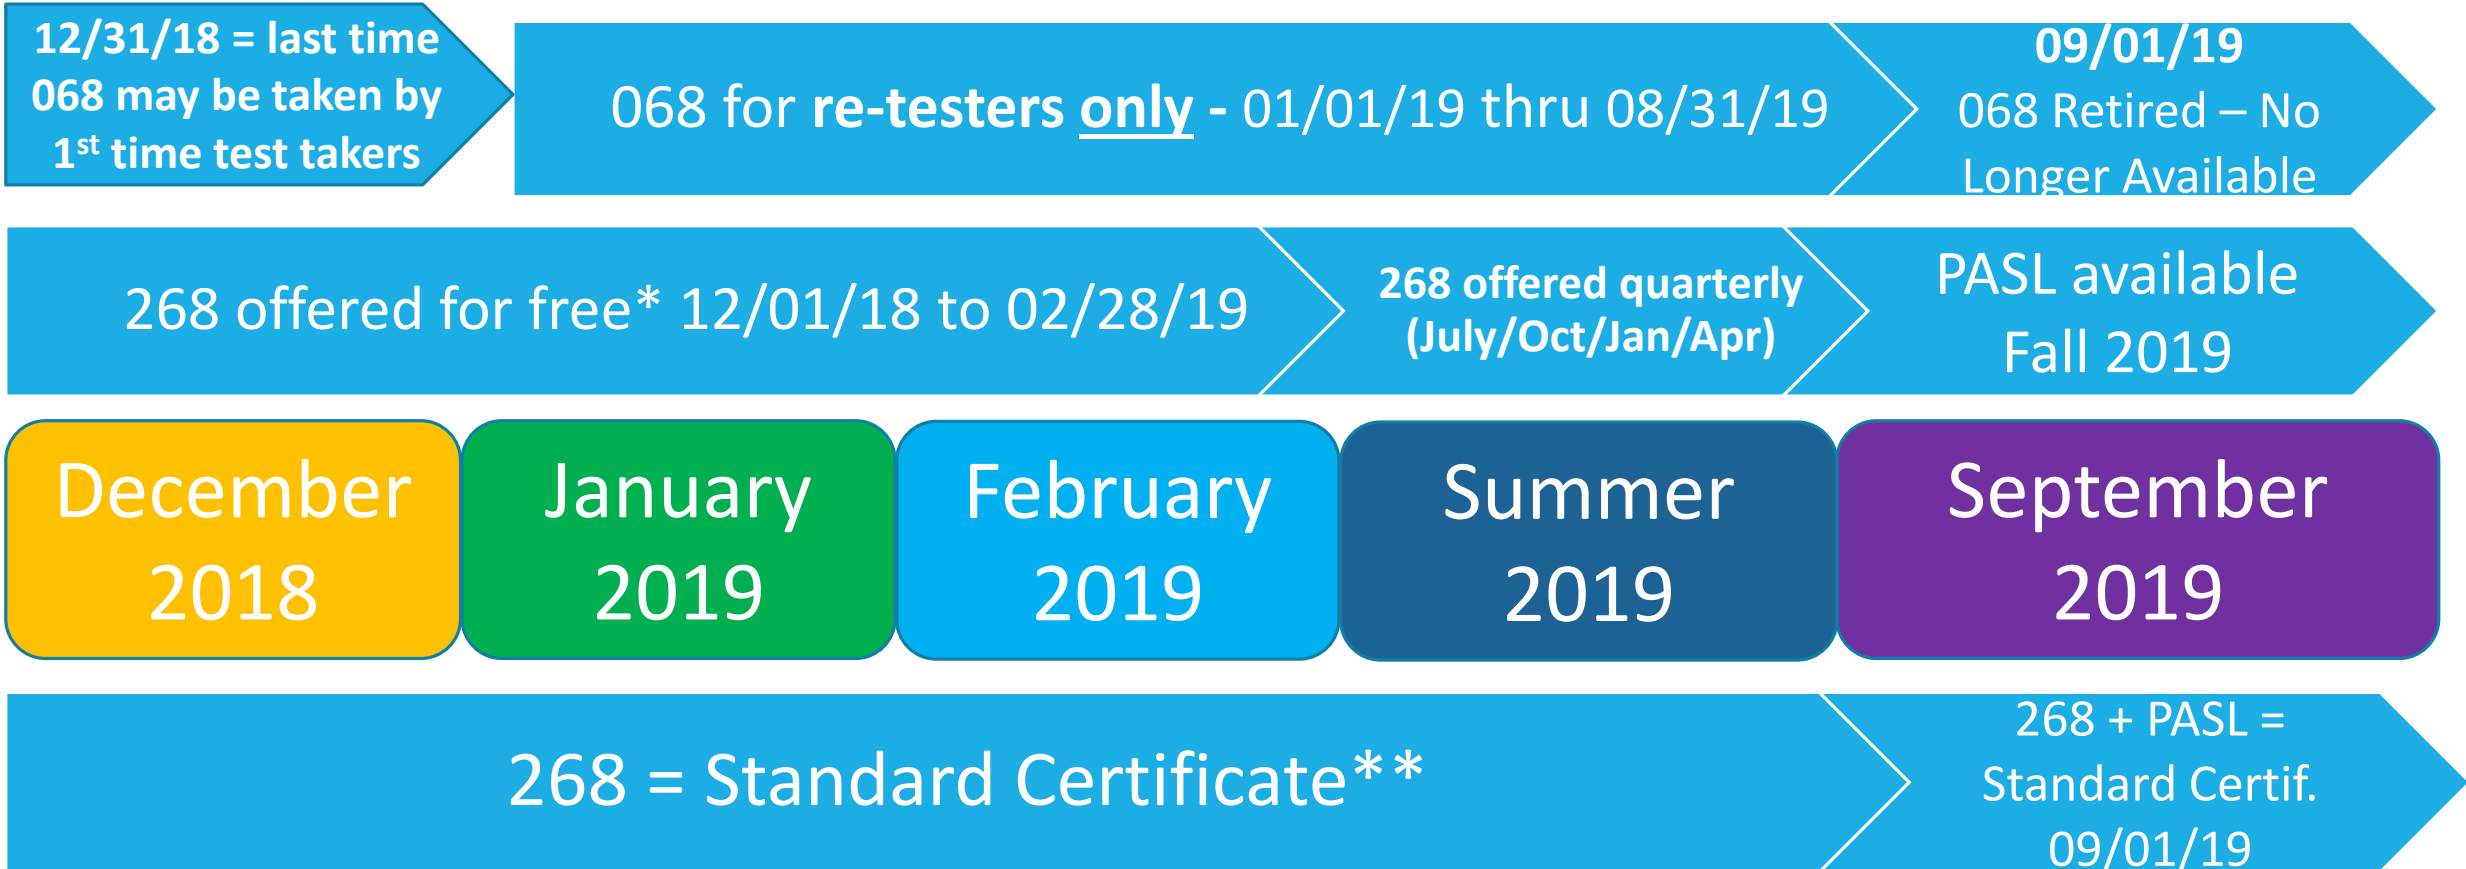 12/31/18 = last time
068 may be taken by
1st time test takers
068 for re-testers only - 01/01/19 thru 08/31/19
09/01/19
068 Retired – No
Longer Available
268 offered for free* 12/01/18 to 02/28/19
268 offered quarterly
(July/Oct/Jan/Apr)
PASL available
Fall 2019
December
2018
January
2019
February
2019
Summer
2019
September
2019
268 = Standard Certificate**
268 + PASL =
Standard Certif.
09/01/19